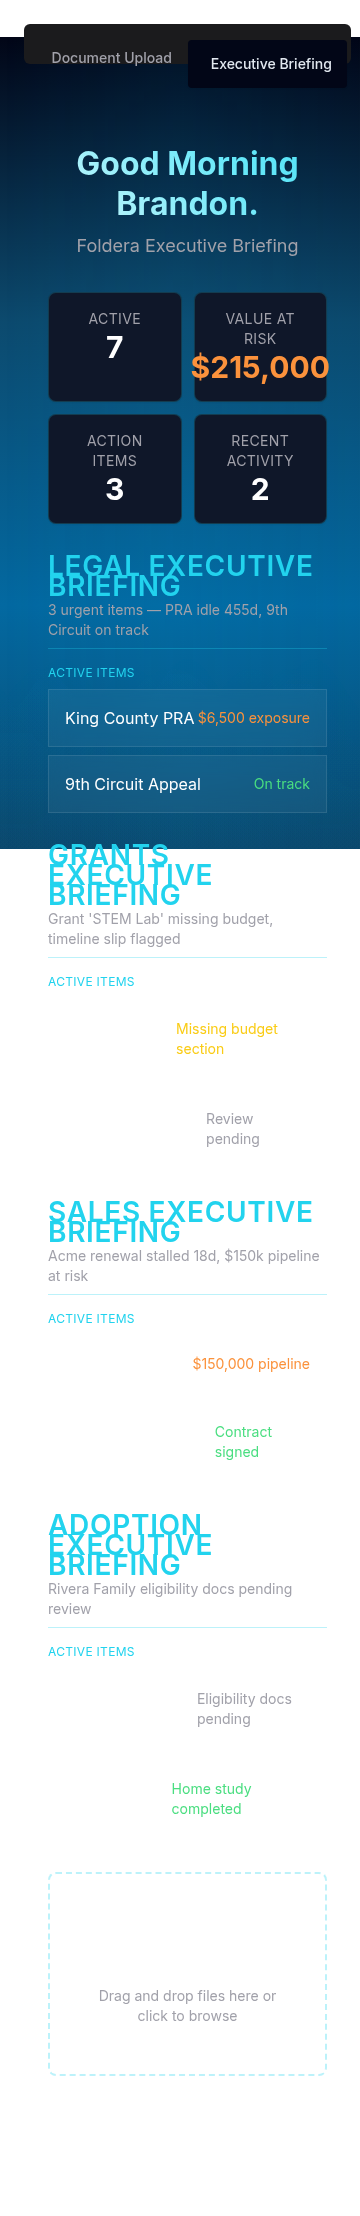 Document Upload
Executive Briefing
Good Morning
Brandon.
Foldera Executive Briefing
ACTIVE
7
VALUE AT
RISK
$215,000
ACTION
ITEMS
3
RECENT
ACTIVITY
2
LEGAL EXECUTIVE
BRIEFING
3 urgent items — PRA idle 455d, 9th
Circuit on track
ACTIVE ITEMS
King County PRA $6,500 exposure
9th Circuit Appeal On track
GRANTS
EXECUTIVE
BRIEFING
Grant 'STEM Lab' missing budget,
timeline slip flagged
ACTIVE ITEMS
Missing budget
section
Review
pending
SALES EXECUTIVE
BRIEFING
Acme renewal stalled 18d, $150k pipeline
at risk
ACTIVE ITEMS
$150,000 pipeline
Contract
signed
ADOPTION
EXECUTIVE
BRIEFING
Rivera Family eligibility docs pending
review
ACTIVE ITEMS
Eligibility docs
pending
Home study
completed
Drag and drop files here or
click to browse